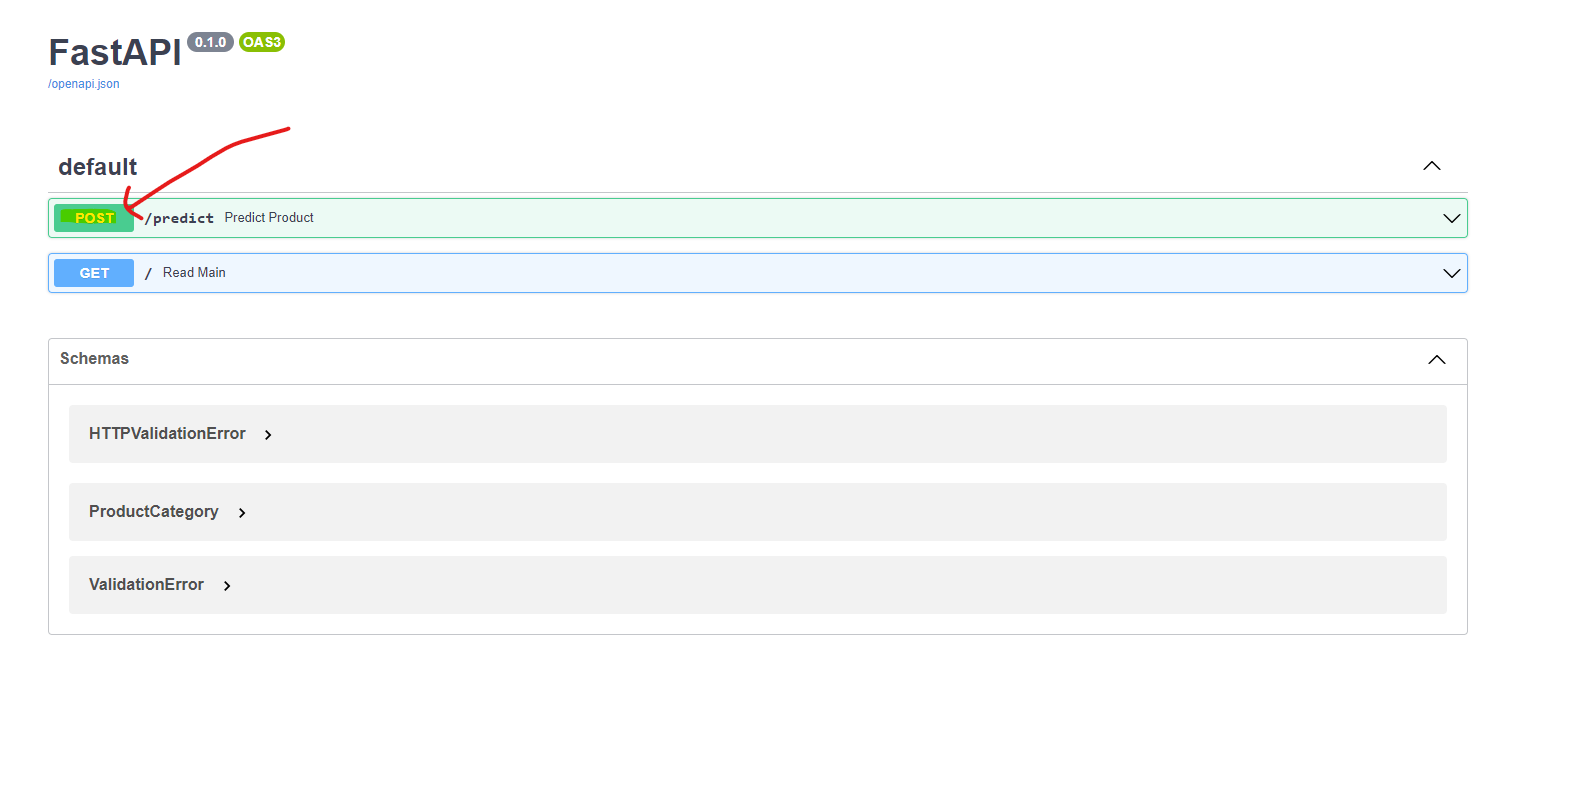 FastAPI 0.1.0 OAS3
/openapi.json
default
POST /predict Predict Product
GET / Read Main
Schemas
HTTPValidationError
ProductCategory
ValidationError